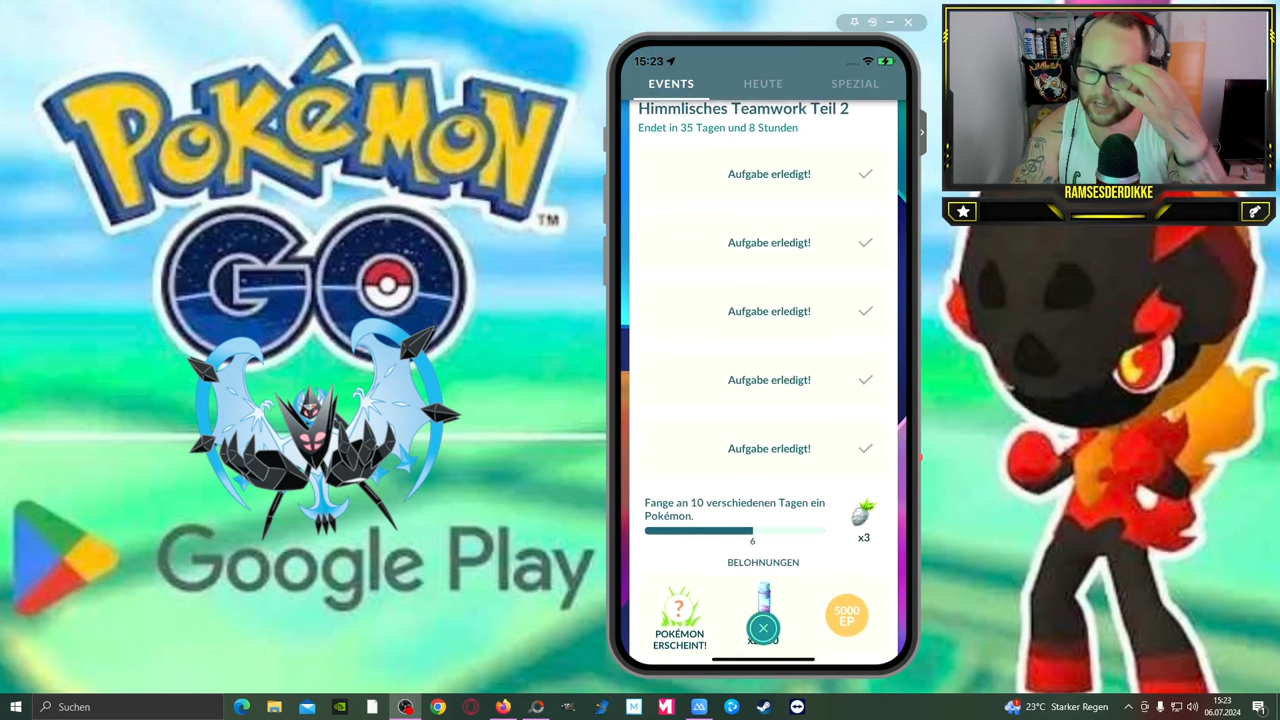 POKÉMON
GO
TM
Google Play
15:23
EVENTS
HEUTE
SPEZIAL
Himmlisches Teamwork Teil 2
Endet in 35 Tagen und 8 Stunden
Aufgabe erledigt!
Aufgabe erledigt!
Aufgabe erledigt!
Aufgabe erledigt!
Aufgabe erledigt!
Fange an 10 verschiedenen Tagen ein
Pokémon.
6
x3
BELOHNUNGEN
?
POKÉMON
ERSCHEINT!
5000
EP
RAMSESDERDIKKE
Suchen
23°C Starker Regen
15:23
06.07.2024